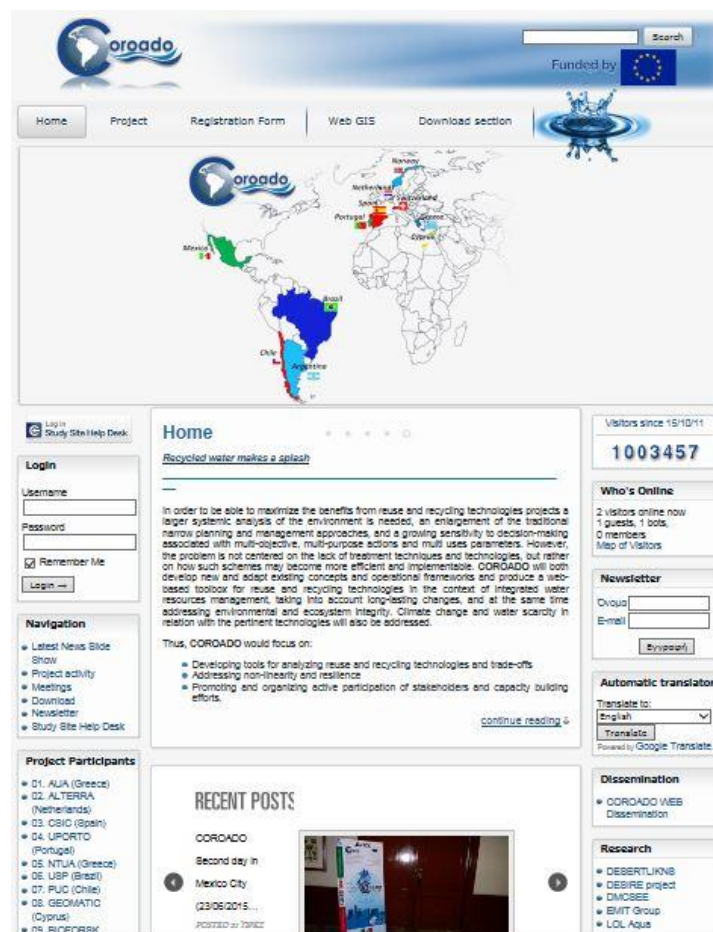 oroado
Search
Funded by
Home
Project
Registration Form
Web GIS
Download section
oroado
Norway
Netherland
Switzerland
Spain
Portugal
Greece
Cyprus
Mexico
Brazil
Chile
Argentina
Log in
Study Site Help Desk
Login
Username
Password
Remember Me
Login →
Navigation
Latest News Slide
Show
Project activity
Meetings
Download
Newsletter
Study Site Help Desk
Project Participants
01. AUA (Greece)
02. ALTERRA
(Netherlands)
03. CSIC (Spain)
04. UPORTO
(Portugal)
05. NTUA (Greece)
06. USP (Brazil)
07. PUC (Chile)
08. GEOMATIC
(Cyprus)
09. BIOFORSK
Home
Recycled water makes a splash
In order to be able to maximize the benefits from reuse and recycling technologies projects a
larger systemic analysis of the environment is needed, an enlargement of the traditional
narrow planning and management approaches, and a growing sensitivity to decision-making
associated with multi-objective, multi-purpose actions and multi uses parameters. However,
the problem is not centered on the lack of treatment techniques and technologies, but rather
on how such schemes may become more efficient and implementable. COROADO will both
develop new and adapt existing concepts and operational frameworks and produce a web-
based toolbox for reuse and recycling technologies in the context of integrated water
resources management, taking into account long-lasting changes, and at the same time
addressing environmental and ecosystem integrity. Climate change and water scarcity in
relation with the pertinent technologies will also be addressed.
Thus, COROADO would focus on:
Developing tools for analyzing reuse and recycling technologies and trade-offs
Addressing non-linearity and resilience
Promoting and organizing active participation of stakeholders and capacity building
efforts.
continue reading
RECENT POSTS
COROADO
Second day in
Mexico City
(23/06/2015...
Visitors since 15/10/11
1003457
Who's Online
2 visitors online now
1 guests, 1 bots,
0 members
Map of Visitors
Newsletter
Όνομα
E-mail
Εγγραφή
Automatic translator
Translate to:
English
Translate
Powered by Google Translate.
Dissemination
COROADO WEB
Dissemination
Research
DESERTLINKS
DESIRE project
DMCSEE
EMIT Group
LOL Aqua